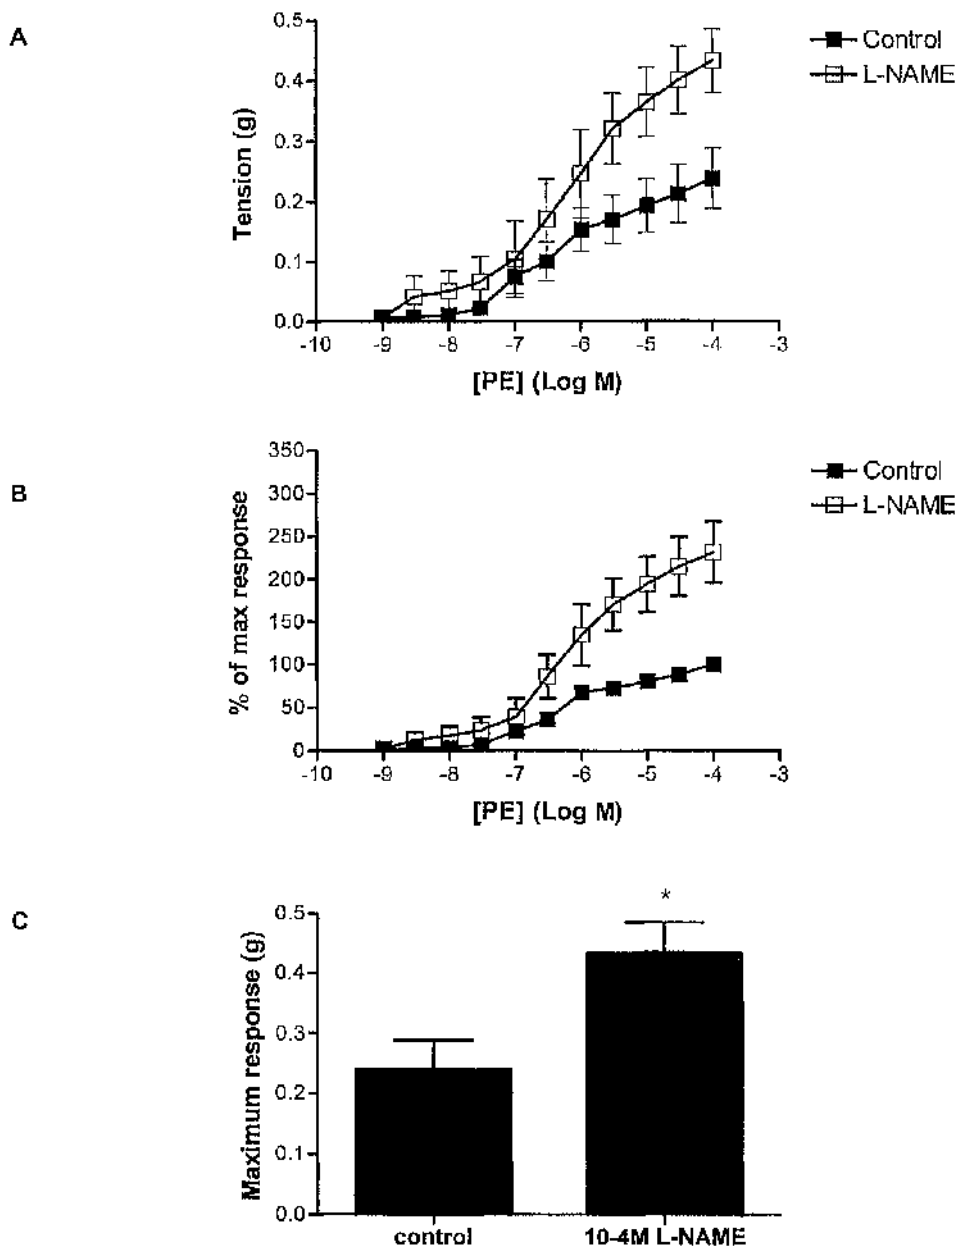 A
0.5
0.4
0.3
0.2
0.1
0.0
Tension (g)
-10 -9 -8 -7 -6 -5 -4 -3
[PE] (Log M)
Control
L-NAME
B
350
300
250
200
150
100
50
0
% of max response
-10 -9 -8 -7 -6 -5 -4 -3
[PE] (Log M)
Control
L-NAME
C
*
0.5
0.4
0.3
0.2
0.1
0.0
Maximum response (g)
control 10-4M L-NAME